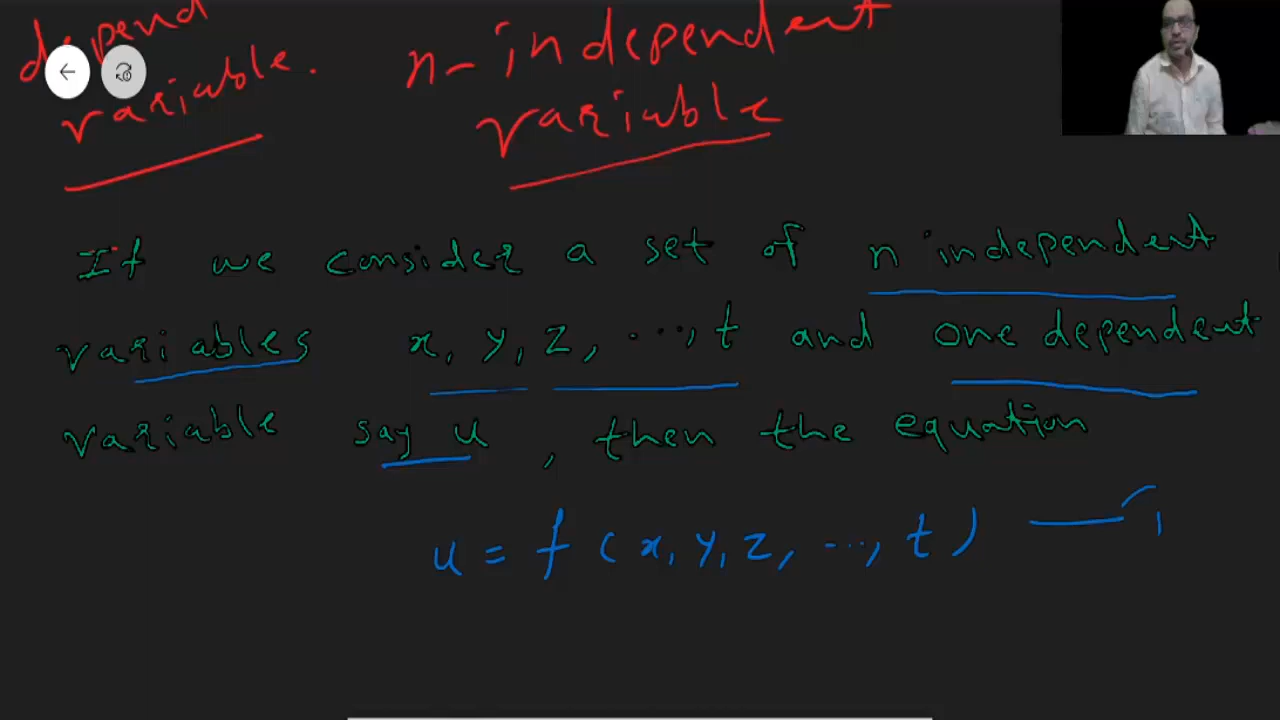 depend n-independent
variable. variable
If we consider a set of n independent
variables x, y, z, ..., t and one dependent
variable say u, then the equation
u = f(x, y, z, ..., t)